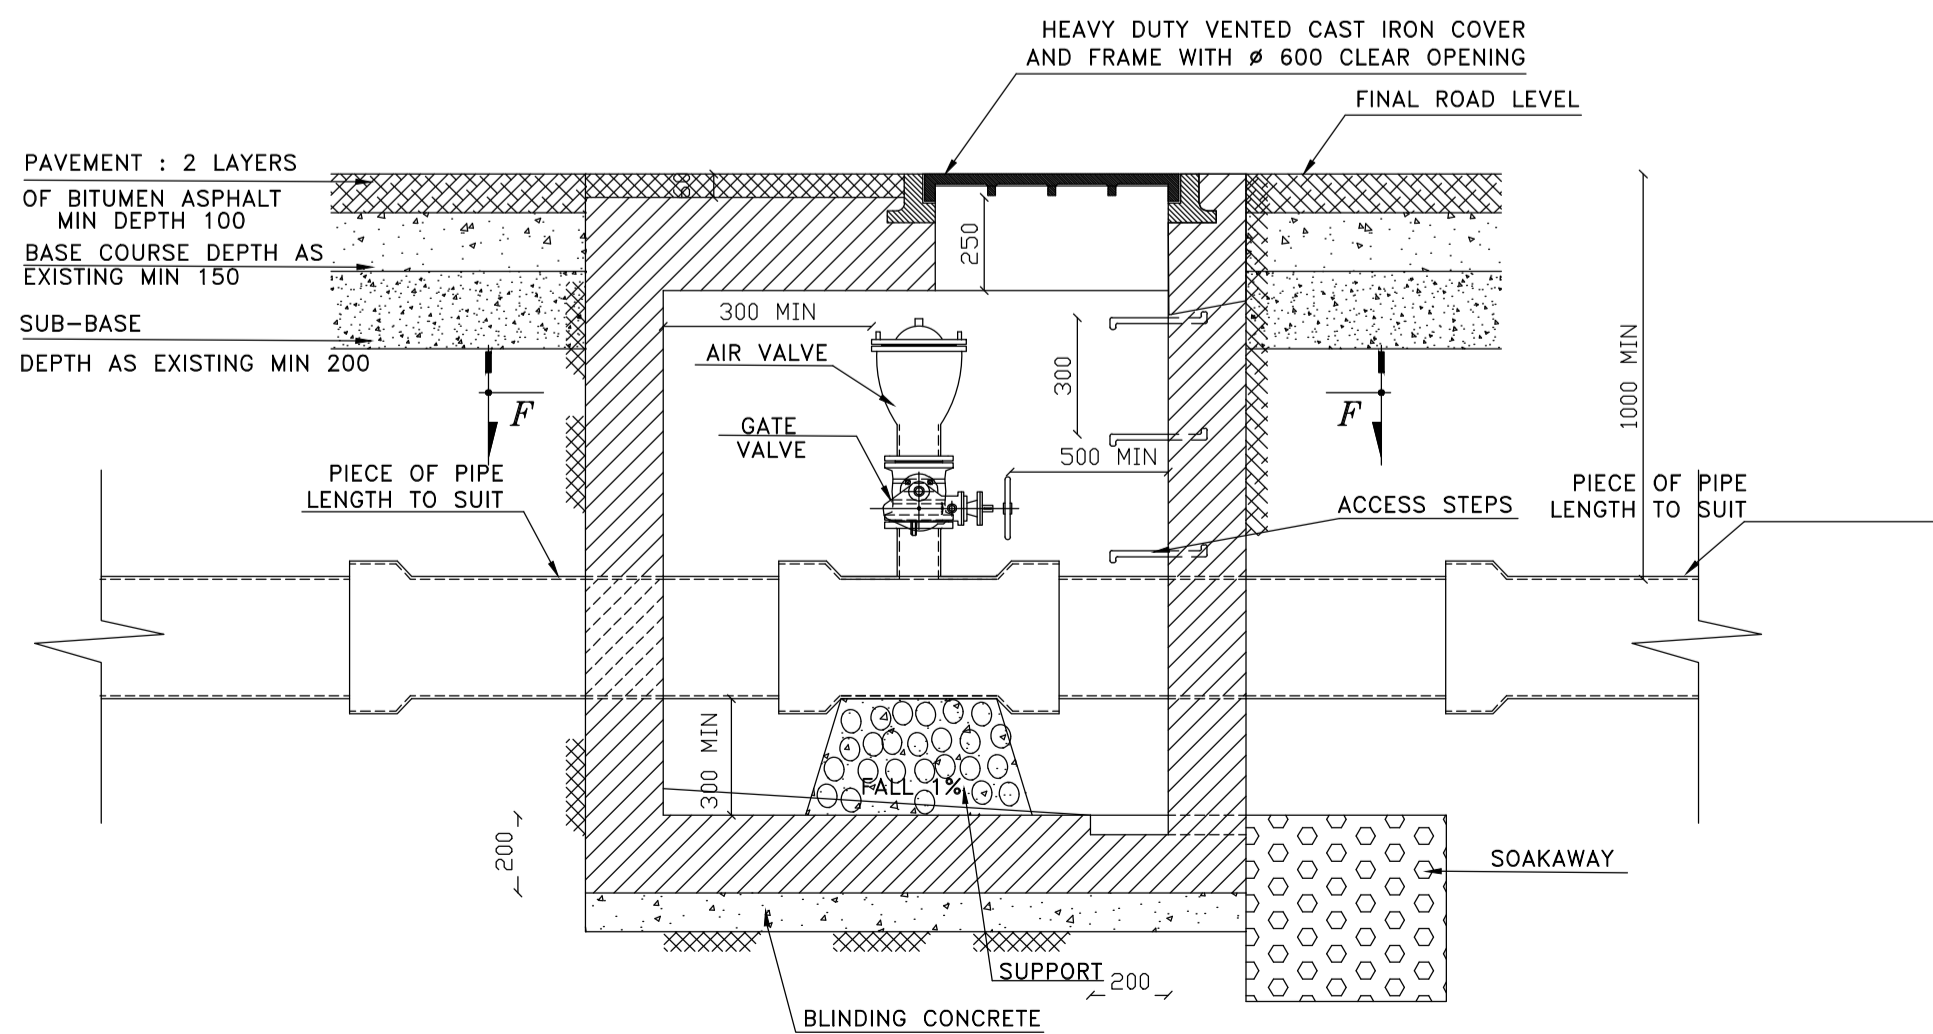 HEAVY DUTY VENTED CAST IRON COVER
AND FRAME WITH Ø 600 CLEAR OPENING
FINAL ROAD LEVEL
PAVEMENT : 2 LAYERS
OF BITUMEN ASPHALT
MIN DEPTH 100
BASE COURSE DEPTH AS
EXISTING MIN 150
SUB-BASE
DEPTH AS EXISTING MIN 200
250
300 MIN
AIR VALVE
300
1000 MIN
F
F
GATE
VALVE
500 MIN
PIECE OF PIPE
LENGTH TO SUIT
ACCESS STEPS
PIECE OF PIPE
LENGTH TO SUIT
300 MIN
FALL 1%
200
SOAKAWAY
SUPPORT
200
BLINDING CONCRETE